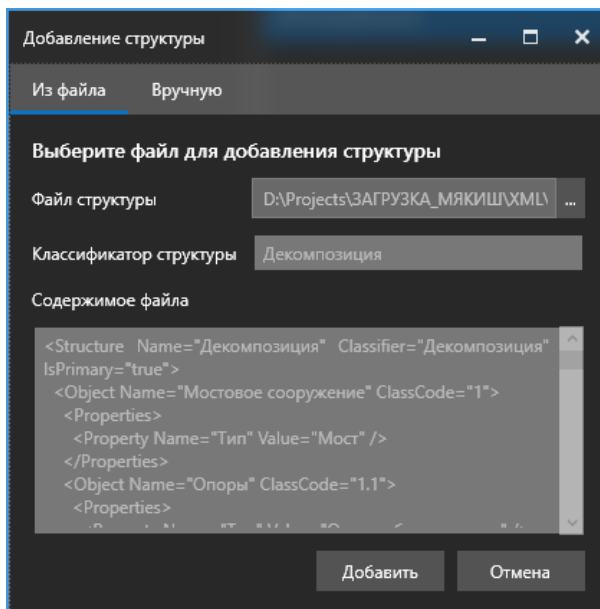 Добавление структуры
Из файла Вручную
Выберите файл для добавления структуры
Файл структуры D:\Projects\ЗАГРУЗКА_МЯКИШ\XML\ ...
Классификатор структуры Декомпозиция
Содержимое файла
<Structure Name="Декомпозиция" Classifier="Декомпозиция"
IsPrimary="true">
<Object Name="Мостовое сооружение" ClassCode="1">
<Properties>
<Property Name="Тип" Value="Мост" />
</Properties>
<Object Name="Опоры" ClassCode="1.1">
<Properties>
Добавить Отмена